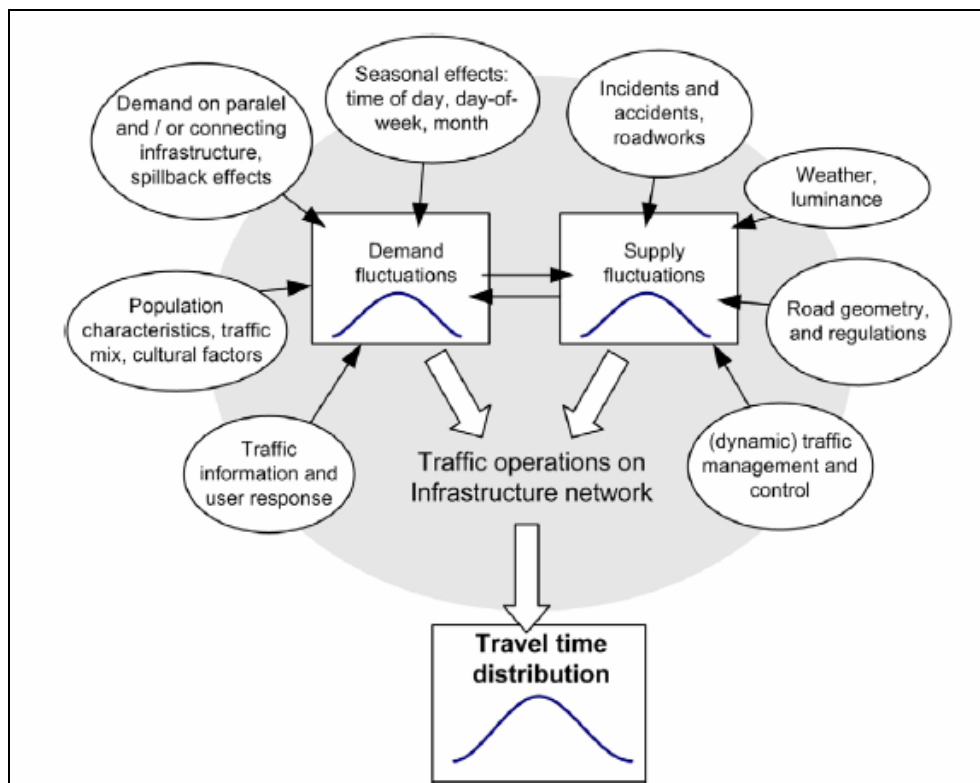 Demand on paralel
and / or connecting
infrastructure,
spillback effects
Seasonal effects:
time of day, day-of-
week, month
Incidents and
accidents,
roadworks
Weather,
luminance
Demand
fluctuations
Supply
fluctuations
Population
characteristics, traffic
mix, cultural factors
Road geometry,
and regulations
Traffic
information and
user response
Traffic operations on
Infrastructure network
(dynamic) traffic
management and
control
Travel time
distribution